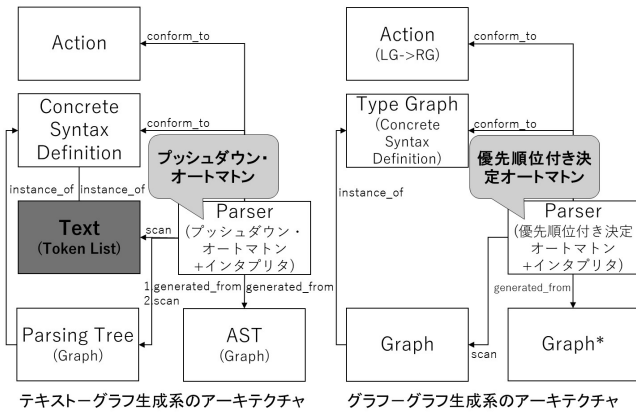 Action
conform_to
Concrete
Syntax
Definition
conform_to
プッシュダウン・
オートマトン
instance_of
instance_of
Text
(Token List)
scan
Parser
(プッシュダウン・
オートマトン
+インタプリタ)
1.generated_from
2.scan
generated_from
Parsing Tree
(Graph)
AST
(Graph)
テキストーグラフ生成系のアーキテクチャ
Action
(LG->RG)
conform_to
Type Graph
(Concrete
Syntax
Definition)
conform_to
優先順位付き決
定オートマトン
instance_of
Parser
(優先順位付き決定
オートマトン
+インタプリタ)
generated_from
Graph
scan
Graph*
グラフーグラフ生成系のアーキテクチャ